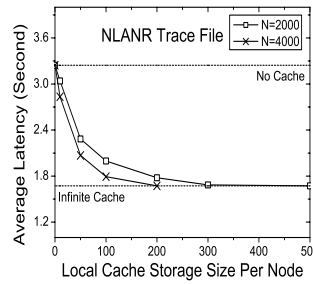 NLANR Trace File
N=2000
N=4000
3.6
3.0
2.4
1.8
1.2
No Cache
Infinite Cache
0
100
200
300
400
50
Average Latency (Second)
Local Cache Storage Size Per Node